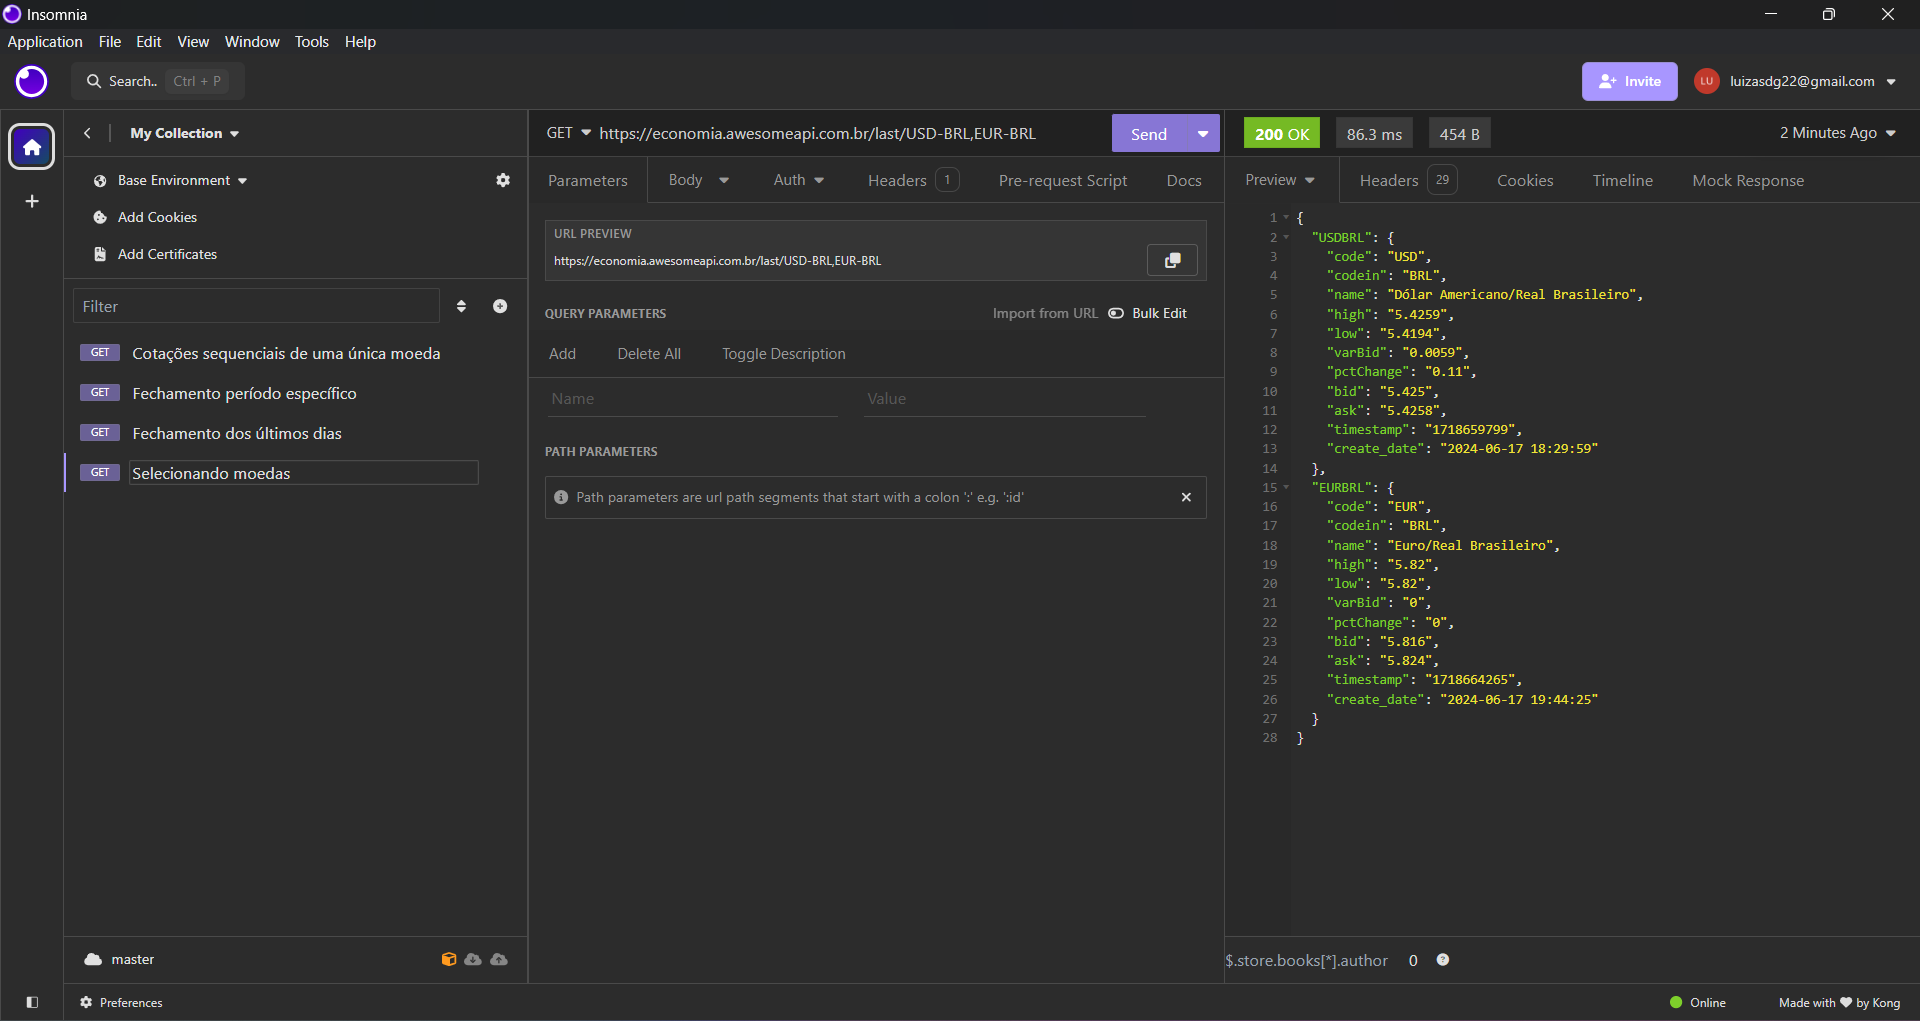 Insomnia
Application File Edit View Window Tools Help
Search.. Ctrl + P
Invite
LU luizasdg22@gmail.com
My Collection
Base Environment
Add Cookies
Add Certificates
Filter
GET Cotações sequenciais de uma única moeda
GET Fechamento período específico
GET Fechamento dos últimos dias
GET Selecionando moedas
master
Preferences
GET https://economia.awesomeapi.com.br/last/USD-BRL,EUR-BRL Send
Parameters Body Auth Headers 1 Pre-request Script Docs
URL PREVIEW
https://economia.awesomeapi.com.br/last/USD-BRL,EUR-BRL
QUERY PARAMETERS Import from URL Bulk Edit
Add Delete All Toggle Description
Name Value
PATH PARAMETERS
Path parameters are url path segments that start with a colon ':' e.g. ':id'
200 OK 86.3 ms 454 B 2 Minutes Ago
Preview Headers 29 Cookies Timeline Mock Response
1 {
2 "USDBRL": {
3 "code": "USD",
4 "codein": "BRL",
5 "name": "Dólar Americano/Real Brasileiro",
6 "high": "5.4259",
7 "low": "5.4194",
8 "varBid": "0.0059",
9 "pctChange": "0.11",
10 "bid": "5.425",
11 "ask": "5.4258",
12 "timestamp": "1718659799",
13 "create_date": "2024-06-17 18:29:59"
14 },
15 "EURBRL": {
16 "code": "EUR",
17 "codein": "BRL",
18 "name": "Euro/Real Brasileiro",
19 "high": "5.82",
20 "low": "5.82",
21 "varBid": "0",
22 "pctChange": "0",
23 "bid": "5.816",
24 "ask": "5.824",
25 "timestamp": "1718664265",
26 "create_date": "2024-06-17 19:44:25"
27 }
28 }
$.store.books[*].author 0
Online Made with ♥ by Kong